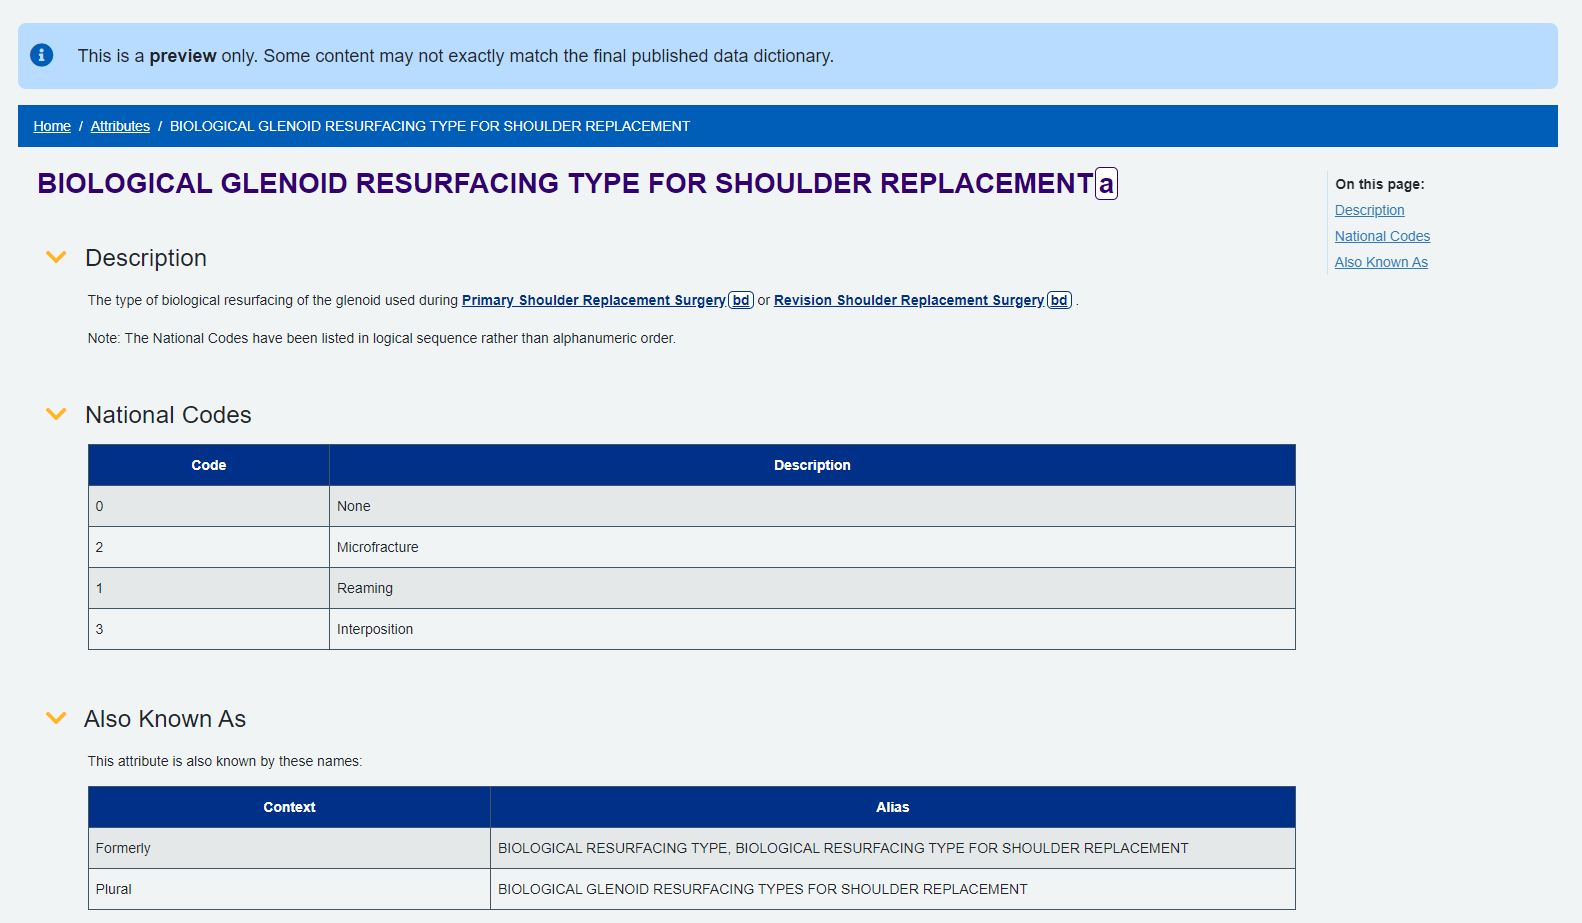 This is a preview only. Some content may not exactly match the final published data dictionary.
Home / Attributes / BIOLOGICAL GLENOID RESURFACING TYPE FOR SHOULDER REPLACEMENT
BIOLOGICAL GLENOID RESURFACING TYPE FOR SHOULDER REPLACEMENT a
On this page:
Description
National Codes
Also Known As
Description
The type of biological resurfacing of the glenoid used during Primary Shoulder Replacement Surgery bd or Revision Shoulder Replacement Surgery bd .
Note: The National Codes have been listed in logical sequence rather than alphanumeric order.
National Codes
Code Description
0 None
2 Microfracture
1 Reaming
3 Interposition
Also Known As
This attribute is also known by these names:
Context Alias
Formerly BIOLOGICAL RESURFACING TYPE, BIOLOGICAL RESURFACING TYPE FOR SHOULDER REPLACEMENT
Plural BIOLOGICAL GLENOID RESURFACING TYPES FOR SHOULDER REPLACEMENT